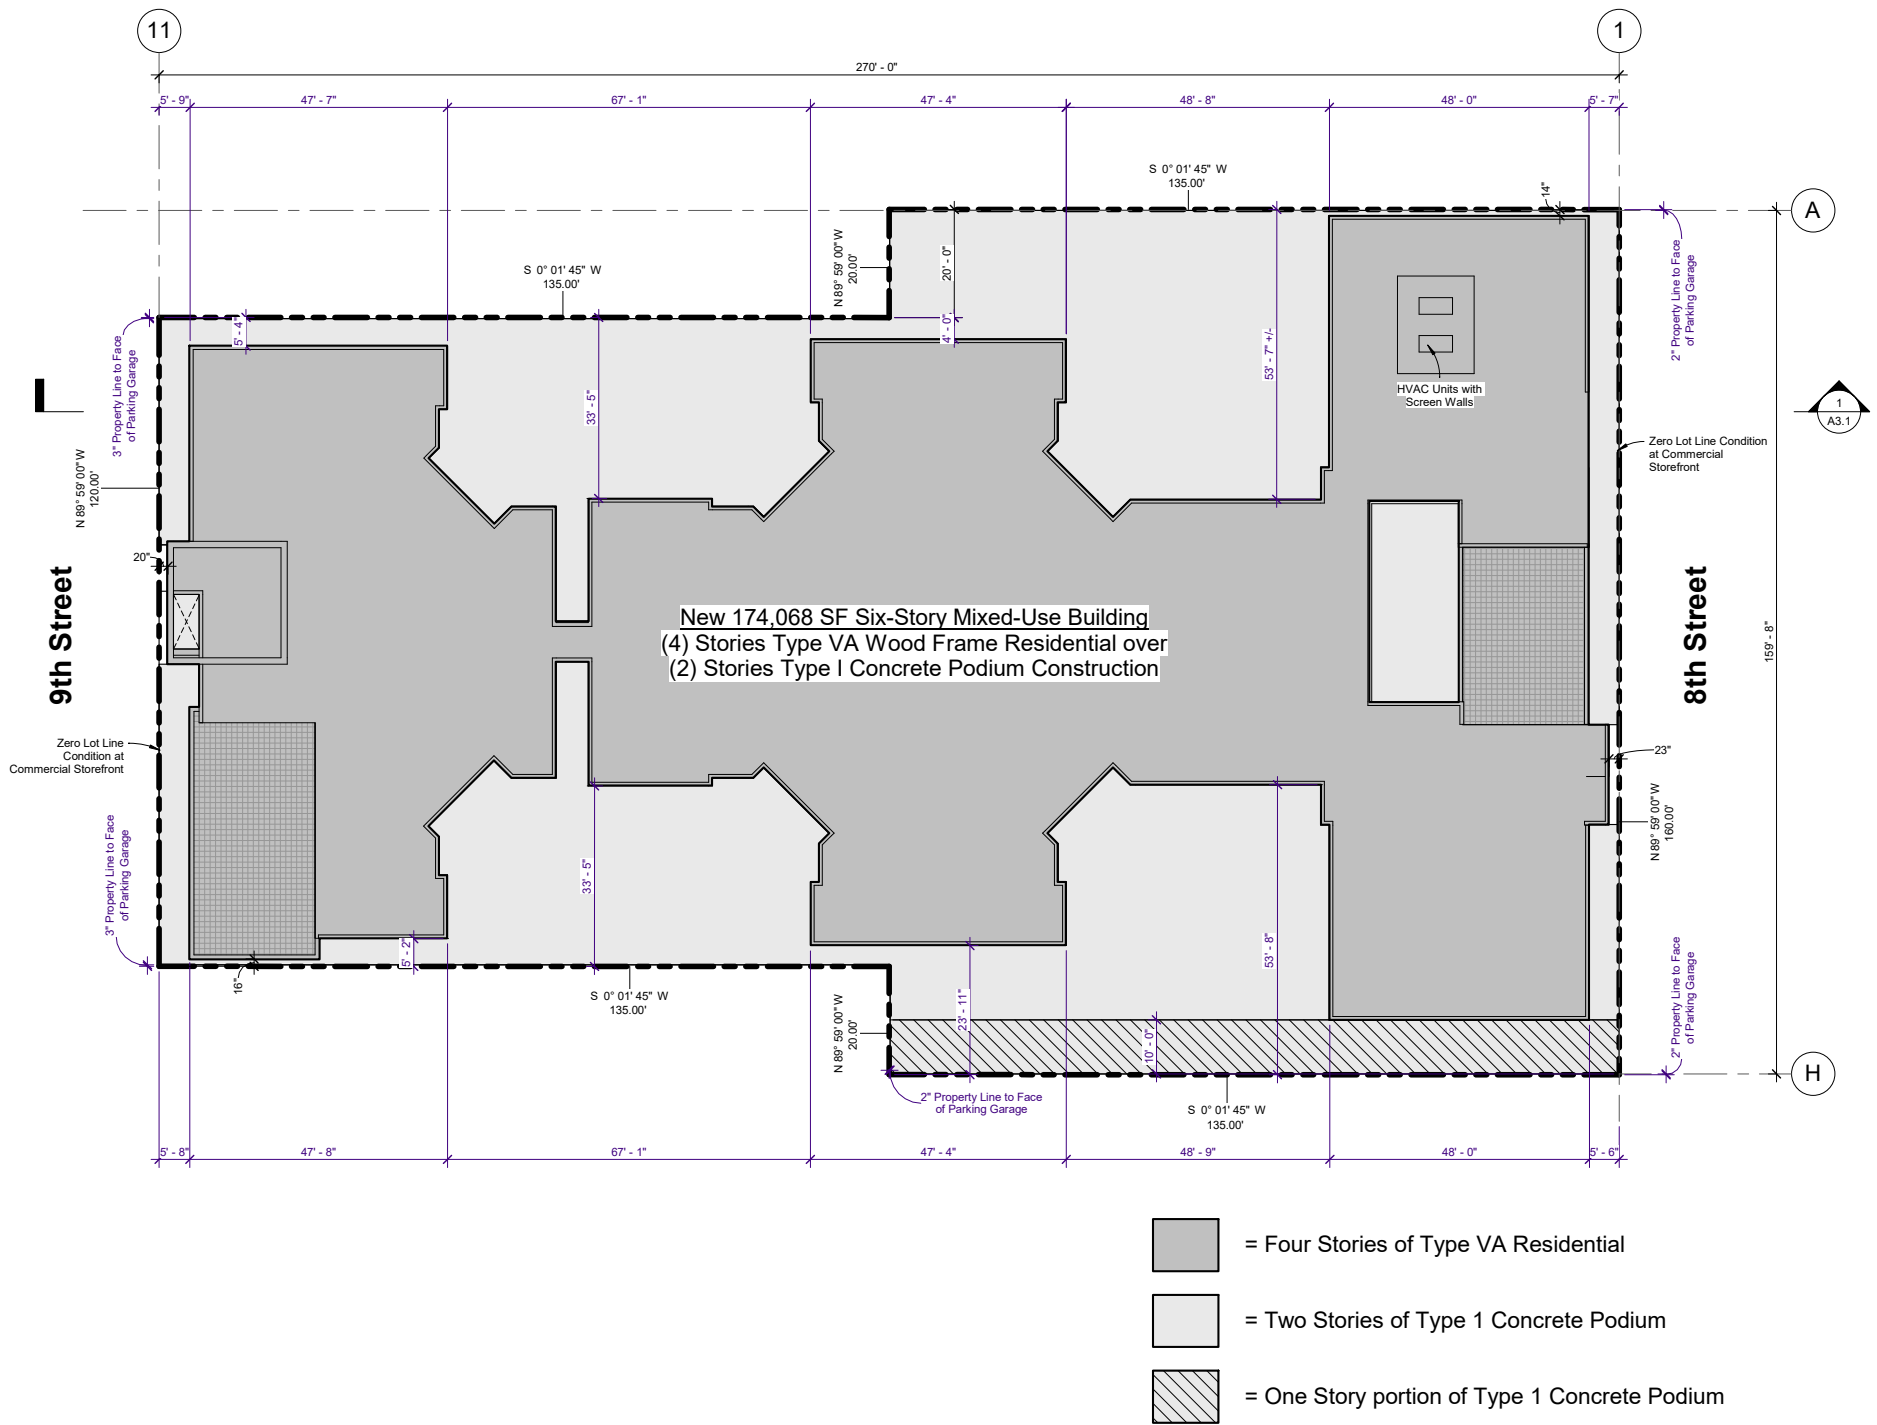 11
1
270' - 0"
5' - 9"
47' - 7"
67' - 1"
47' - 4"
48' - 8"
48' - 0"
5' - 7"
S 0° 01' 45" W
135.00'
14"
A
2" Property Line to Face
of Parking Garage
N 89° 59' 00" W
20.00'
20' - 0"
S 0° 01' 45" W
135.00'
4' - 0"
5' - 4"
3" Property Line to Face
of Parking Garage
33' - 5"
53' - 7" +/-
HVAC Units with
Screen Walls
1
A3.1
Zero Lot Line Condition
at Commercial
Storefront
N 89° 59' 00" W
120.00'
20"
9th Street
New 174,068 SF Six-Story Mixed-Use Building
(4) Stories Type VA Wood Frame Residential over
(2) Stories Type I Concrete Podium Construction
8th Street
159' - 8"
Zero Lot Line
Condition at
Commercial Storefront
23"
N 89° 59' 00" W
160.00'
3" Property Line to Face
of Parking Garage
33' - 5"
5' - 2"
16"
S 0° 01' 45" W
135.00'
N 89° 59' 00" W
20.00'
23' - 11"
10' - 0"
53' - 8"
2" Property Line to Face
of Parking Garage
H
2" Property Line to Face
of Parking Garage
S 0° 01' 45" W
135.00'
5' - 8"
47' - 8"
67' - 1"
47' - 4"
48' - 9"
48' - 0"
5' - 6"
= Four Stories of Type VA Residential
= Two Stories of Type 1 Concrete Podium
= One Story portion of Type 1 Concrete Podium